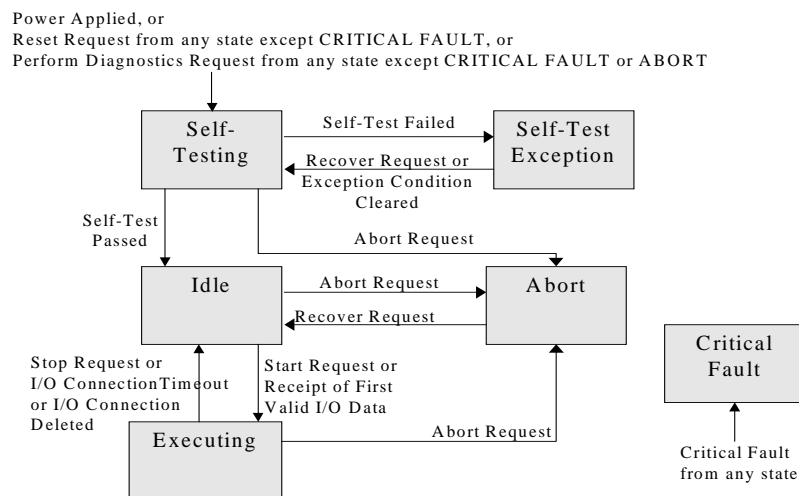 Power Applied, or
Reset Request from any state except CRITICAL FAULT, or
Perform Diagnostics Request from any state except CRITICAL FAULT or ABORT
Self-
Testing
Self-Test Failed
Self-Test
Exception
Recover Request or
Exception Condition
Cleared
Self-Test
Passed
Abort Request
Idle
Abort Request
Abort
Recover Request
Critical
Fault
Stop Request or
I/O ConnectionTimeout
or I/O Connection
Deleted
Start Request or
Receipt of First
Valid I/O Data
Executing
Abort Request
Critical Fault
from any state